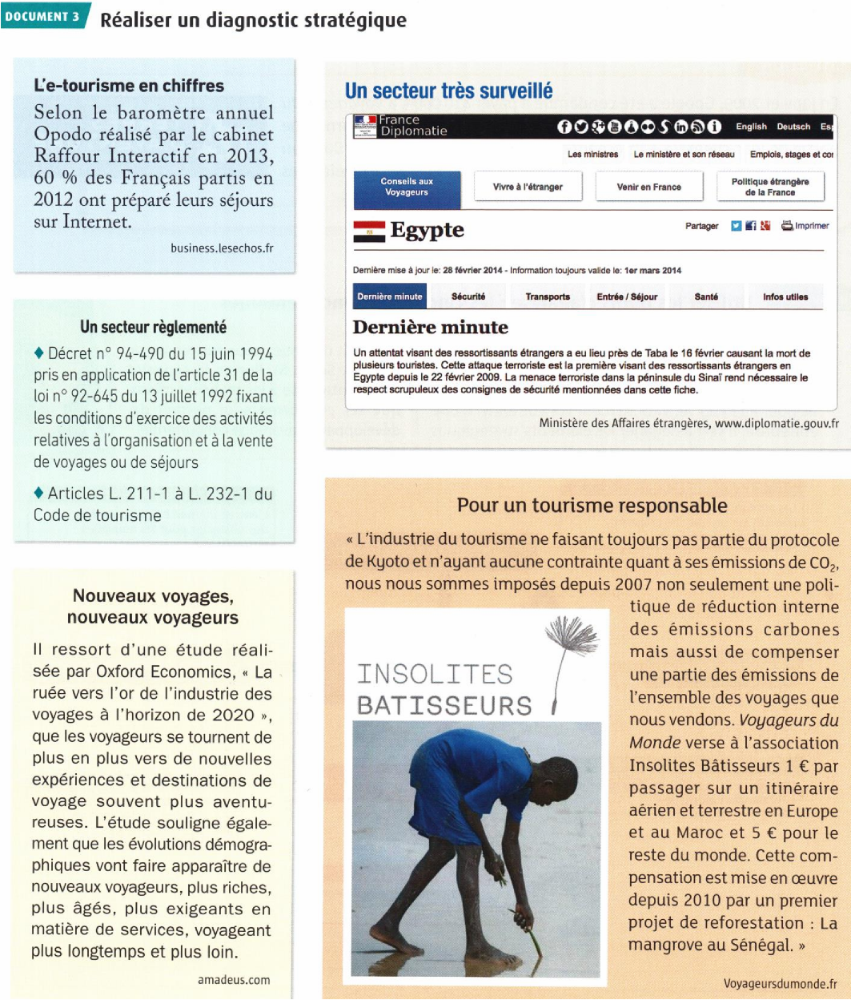 DOCUMENT 3
Réaliser un diagnostic stratégique
L'e-tourisme en chiffres
Selon le baromètre annuel
Opodo réalisé par le cabinet
Raffour Interactif en 2013,
60 % des Français partis en
2012 ont préparé leurs séjours
sur Internet.
business.lesechos.fr
Un secteur règlementé
♦ Décret n° 94-490 du 15 juin 1994
pris en application de l'article 31 de la
loi n° 92-645 du 13 juillet 1992 fixant
les conditions d'exercice des activités
relatives à l'organisation et à la vente
de voyages ou de séjours
♦ Articles L. 211-1 à L. 232-1 du
Code de tourisme
Nouveaux voyages,
nouveaux voyageurs
Il ressort d'une étude réali-
sée par Oxford Economics, « La
ruée vers l'or de l'industrie des
voyages à l'horizon de 2020 »,
que les voyageurs se tournent de
plus en plus vers de nouvelles
expériences et destinations de
voyage souvent plus aventu-
reuses. L'étude souligne égale-
ment que les évolutions démogra-
phiques vont faire apparaître de
nouveaux voyageurs, plus riches,
plus âgés, plus exigeants en
matière de services, voyageant
plus longtemps et plus loin.
amadeus.com
Un secteur très surveillé
France
Diplomatie
English Deutsch Esp
Les ministres Le ministère et son réseau Emplois, stages et cor
Conseils aux
Voyageurs
Vivre à l'étranger
Venir en France
Politique étrangère
de la France
Egypte
Partager
Imprimer
Dernière mise à jour le: 28 février 2014 - Information toujours valide le: 1er mars 2014
Dernière minute Sécurité Transports Entrée / Séjour Santé Infos utiles
Dernière minute
Un attentat visant des ressortissants étrangers a eu lieu près de Taba le 16 février causant la mort de
plusieurs touristes. Cette attaque terroriste est la première visant des ressortissants étrangers en
Egypte depuis le 22 février 2009. La menace terroriste dans la péninsule du Sinaï rend nécessaire le
respect scrupuleux des consignes de sécurité mentionnées dans cette fiche.
Ministère des Affaires étrangères, www.diplomatie.gouv.fr
Pour un tourisme responsable
« L'industrie du tourisme ne faisant toujours pas partie du protocole
de Kyoto et n'ayant aucune contrainte quant à ses émissions de CO₂,
nous nous sommes imposés depuis 2007 non seulement une poli-
tique de réduction interne
des émissions carbones
mais aussi de compenser
une partie des émissions de
l'ensemble des voyages que
nous vendons. Voyageurs du
Monde verse à l'association
Insolites Bâtisseurs 1 € par
passager sur un itinéraire
aérien et terrestre en Europe
et au Maroc et 5 € pour le
reste du monde. Cette com-
pensation est mise en œuvre
depuis 2010 par un premier
projet de reforestation : La
mangrove au Sénégal. »
INSOLITES
BATISSEURS
Voyageursdumonde.fr